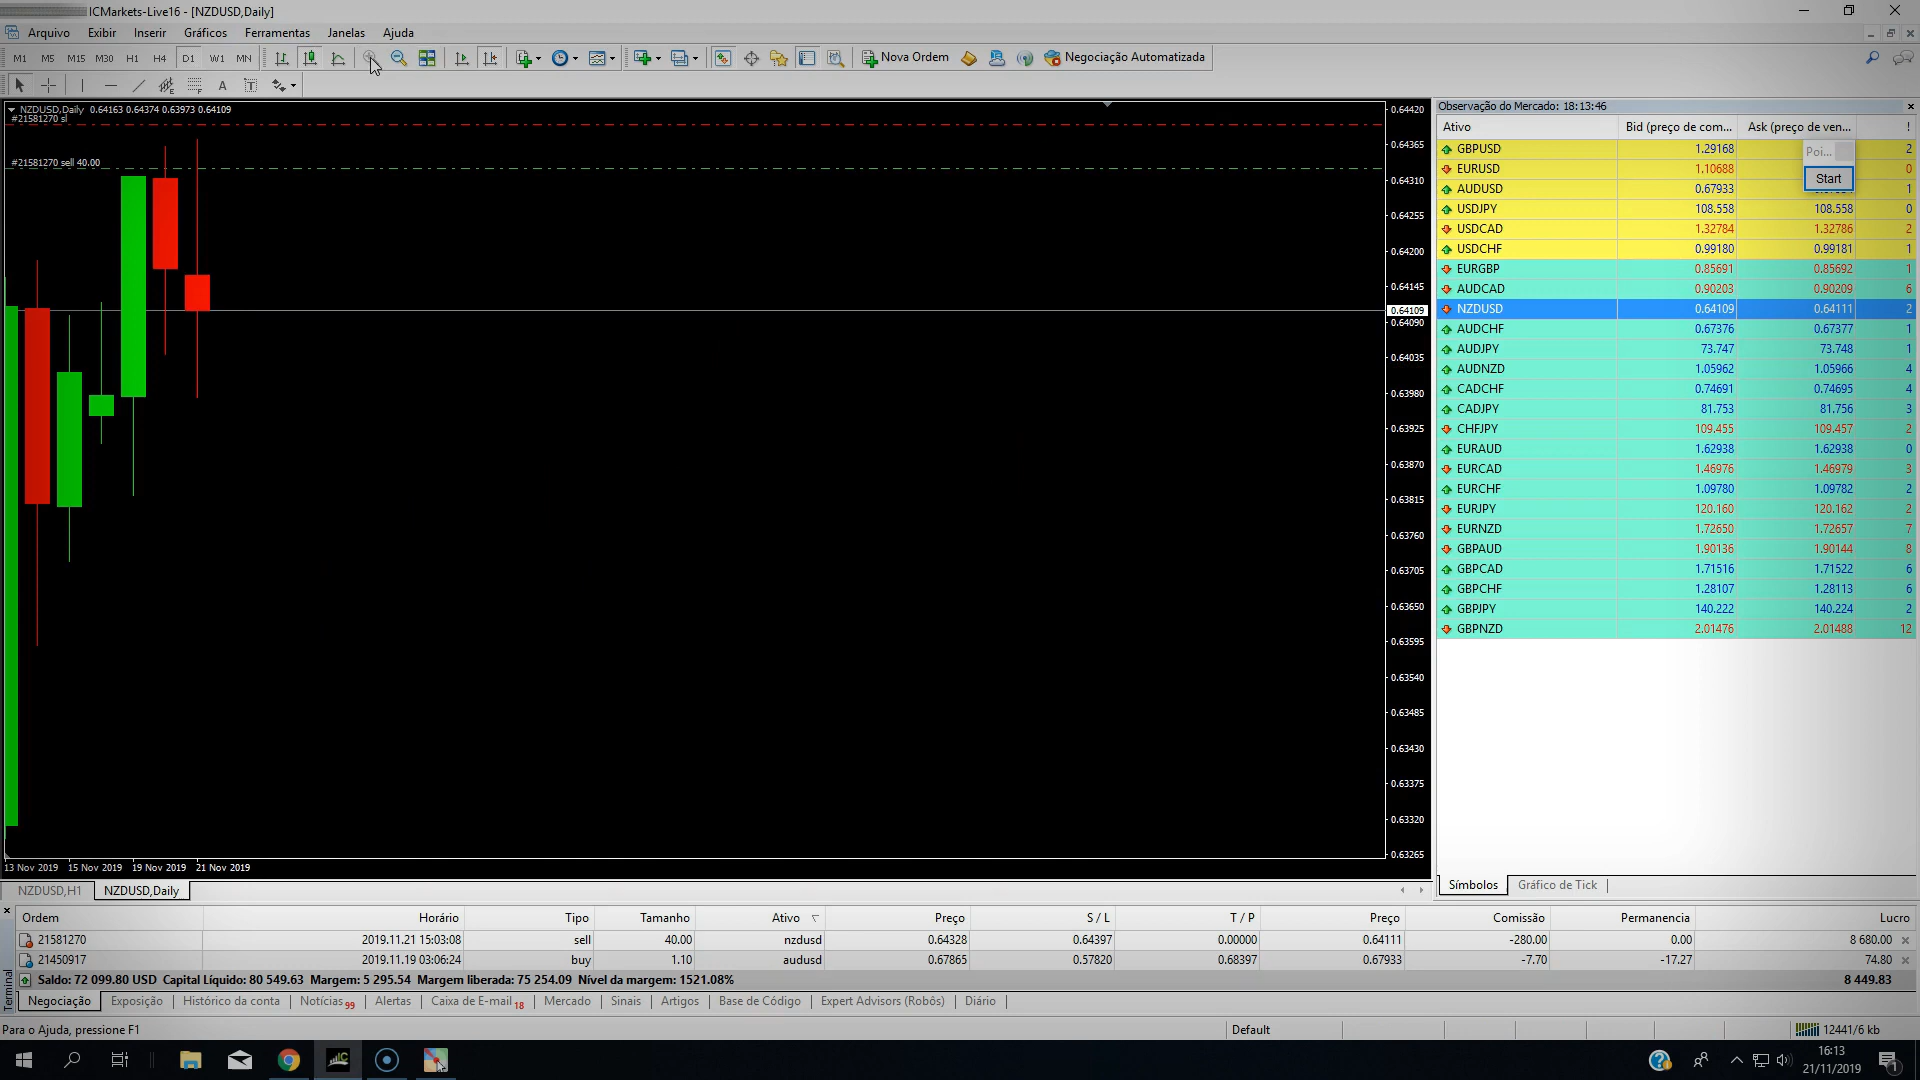 ICMarkets-Live16 - [NZDUSD,Daily]
Arquivo Exibir Inserir Gráficos Ferramentas Janelas Ajuda
M1 M5 M15 M30 H1 H4 D1 W1 MN Nova Ordem Negociação Automatizada
A T
NZDUSD,Daily 0.64163 0.64374 0.63973 0.64109
#21581270 sl
#21581270 sell 40.00
0.64420
0.64365
0.64310
0.64255
0.64200
0.64145
0.64109
0.64090
0.64035
0.63980
0.63925
0.63870
0.63815
0.63760
0.63705
0.63650
0.63595
0.63540
0.63485
0.63430
0.63375
0.63320
0.63265
13 Nov 2019 15 Nov 2019 19 Nov 2019 21 Nov 2019
NZDUSD,H1 NZDUSD,Daily
Observação do Mercado: 18:13:46
Ativo Bid (preço de com... Ask (preço de ven... !
GBPUSD 1.29168 2
Poi...
Start
EURUSD 1.10688 0
AUDUSD 0.67933 1
USDJPY 108.558 108.558 0
USDCAD 1.32784 1.32786 2
USDCHF 0.99180 0.99181 1
EURGBP 0.85691 0.85692 1
AUDCAD 0.90203 0.90209 6
NZDUSD 0.64109 0.64111 2
AUDCHF 0.67376 0.67377 1
AUDJPY 73.747 73.748 1
AUDNZD 1.05962 1.05966 4
CADCHF 0.74691 0.74695 4
CADJPY 81.753 81.756 3
CHFJPY 109.455 109.457 2
EURAUD 1.62938 1.62938 0
EURCAD 1.46976 1.46979 3
EURCHF 1.09780 1.09782 2
EURJPY 120.160 120.162 2
EURNZD 1.72650 1.72657 7
GBPAUD 1.90136 1.90144 8
GBPCAD 1.71516 1.71522 6
GBPCHF 1.28107 1.28113 6
GBPJPY 140.222 140.224 2
GBPNZD 2.01476 2.01488 12
Símbolos Gráfico de Tick
Ordem Horário Tipo Tamanho Ativo Preço S / L T / P Preço Comissão Permanencia Lucro
21581270 2019.11.21 15:03:08 sell 40.00 nzdusd 0.64328 0.64397 0.00000 0.64111 -280.00 0.00 8 680.00
21450917 2019.11.19 03:06:24 buy 1.10 audusd 0.67865 0.57820 0.68397 0.67933 -7.70 -17.27 74.80
Saldo: 72 099.80 USD Capital Líquido: 80 549.63 Margem: 5 295.54 Margem liberada: 75 254.09 Nível da margem: 1521.08% 8 449.83
Terminal
Negociação Exposição Histórico da conta Notícias 99 Alertas Caixa de E-mail 18 Mercado Sinais Artigos Base de Código Expert Advisors (Robôs) Diário
Para o Ajuda, pressione F1 Default 12441/6 kb
16:13
21/11/2019